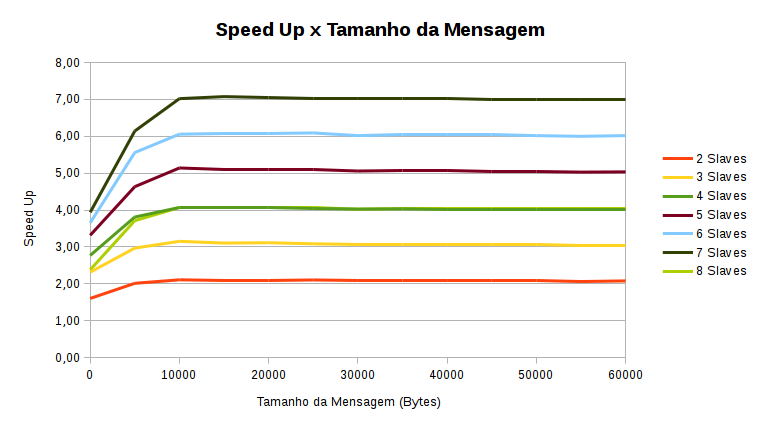 Speed Up x Tamanho da Mensagem
8,00
7,00
6,00
5,00
4,00
3,00
2,00
1,00
0,00
Speed Up
0
10000
20000
30000
40000
50000
60000
Tamanho da Mensagem (Bytes)
2 Slaves
3 Slaves
4 Slaves
5 Slaves
6 Slaves
7 Slaves
8 Slaves